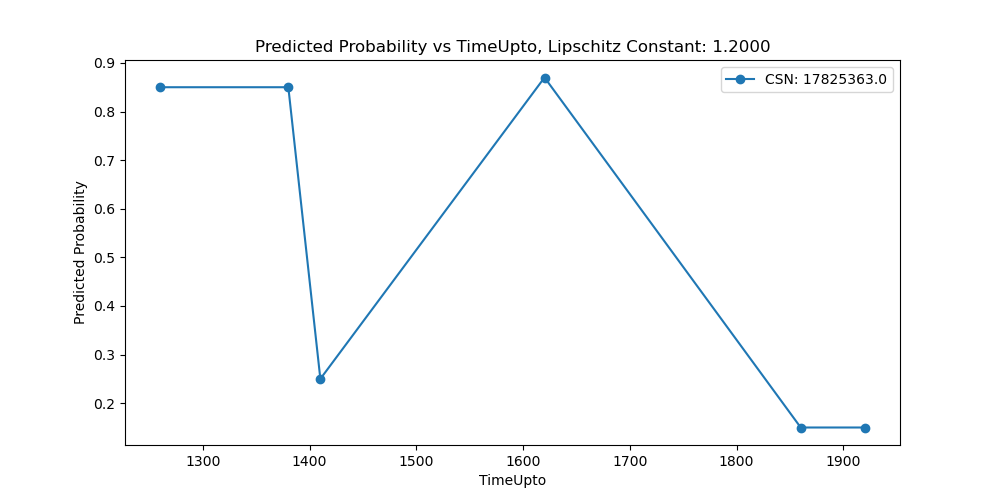 Predicted Probability vs TimeUpto, Lipschitz Constant: 1.2000
CSN: 17825363.0
Predicted Probability
0.9
0.8
0.7
0.6
0.5
0.4
0.3
0.2
1300 1400 1500 1600 1700 1800 1900
TimeUpto